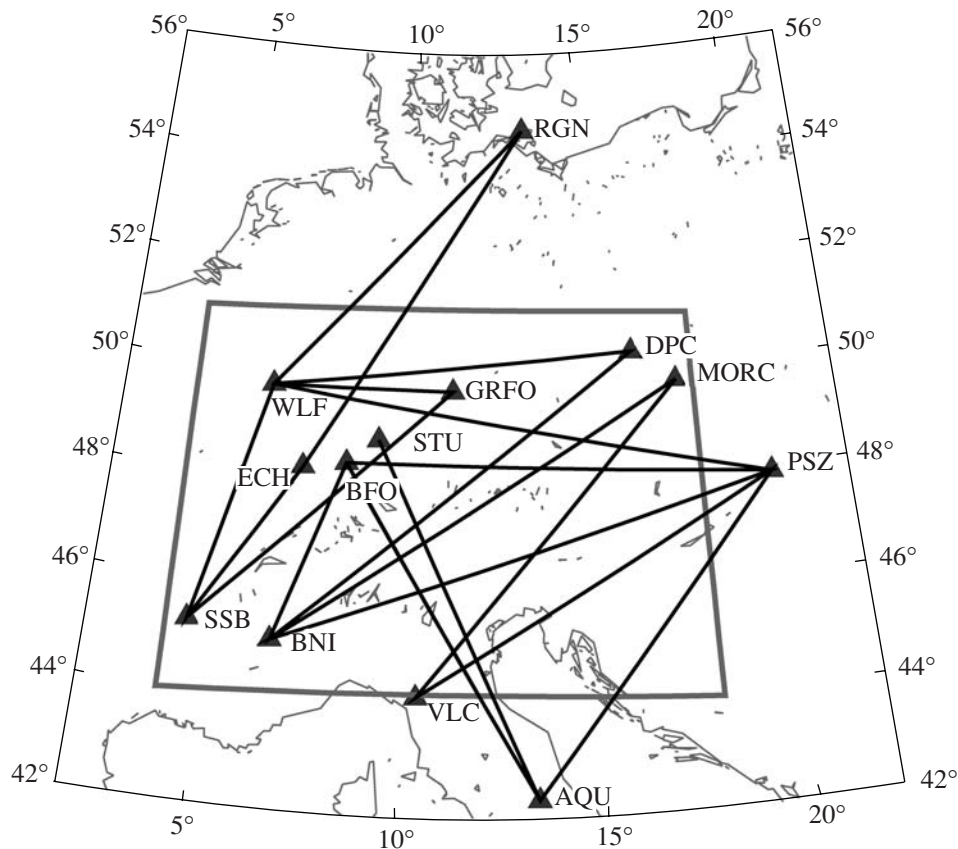 5° 10° 15° 20°
56° 56°
54° 54°
52° 52°
50° 50°
48° 48°
46° 46°
44° 44°
42° 42°
5° 10° 15° 20°
RGN
DPC
MORC
GRFO
WLF
STU
PSZ
ECH
BFO
SSB
BNI
VLC
AQU